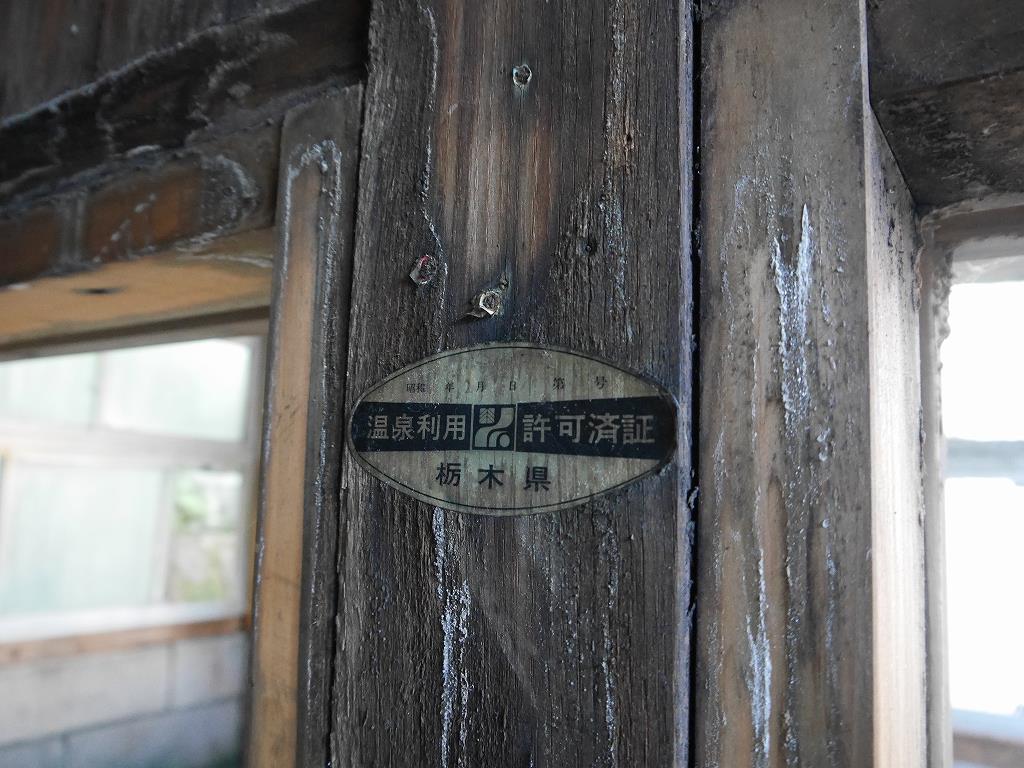 昭和 年 月 日 第 号
温泉利用 許可済証
栃木県